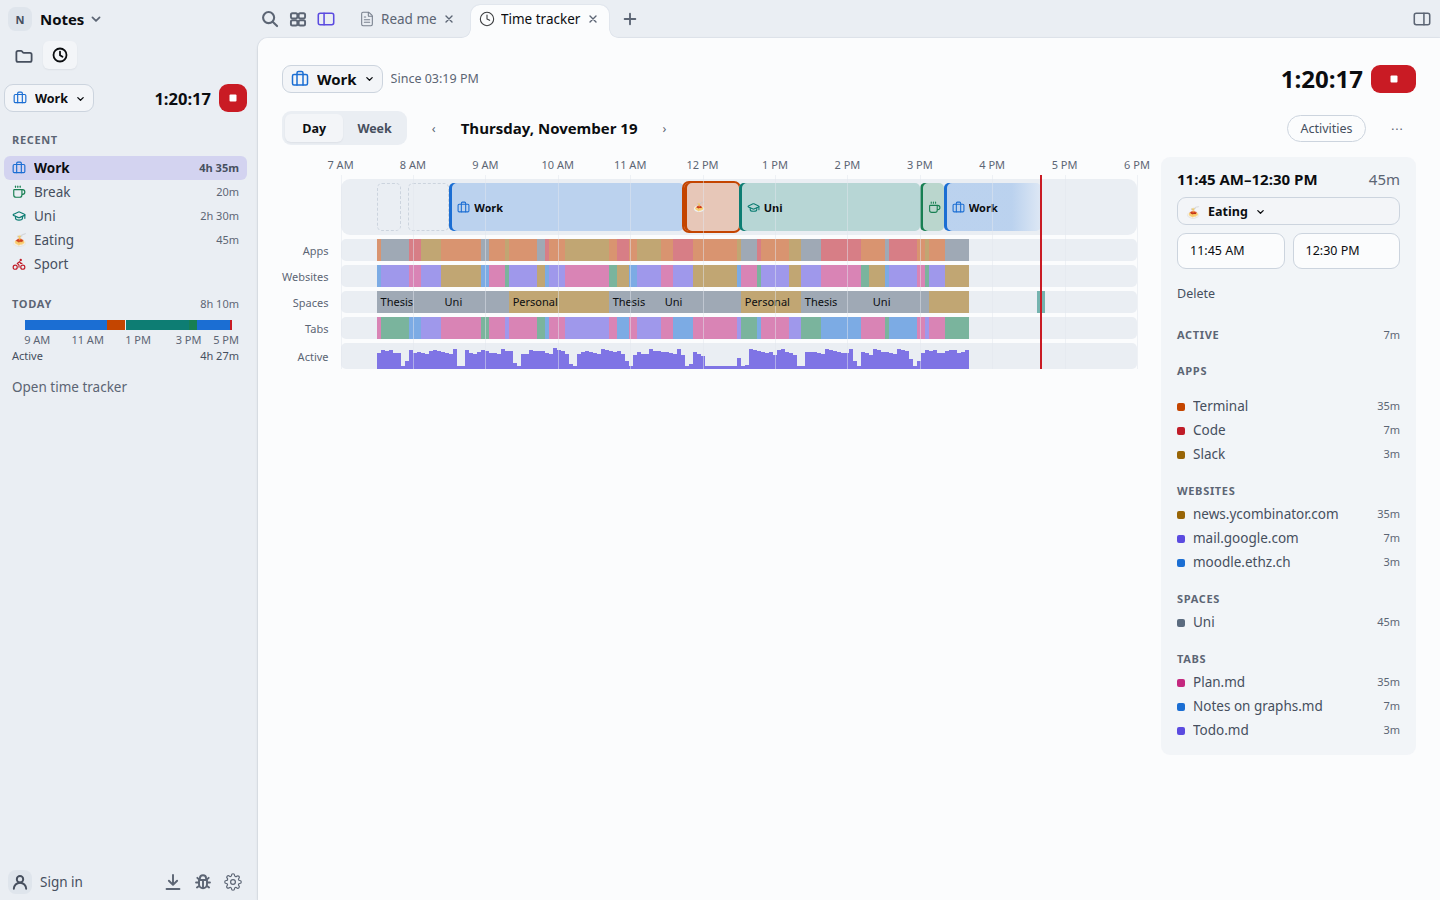 N Notes
Read me
Time tracker
Work 1:20:17
RECENT
Work 4h 35m
Break 20m
Uni 2h 30m
Eating 45m
Sport
TODAY 8h 10m
9 AM 11 AM 1 PM 3 PM 5 PM
Active 4h 27m
Open time tracker
Sign in
Work Since 03:19 PM 1:20:17
Day Week ‹ Thursday, November 19 › Activities ...
7 AM 8 AM 9 AM 10 AM 11 AM 12 PM 1 PM 2 PM 3 PM 4 PM 5 PM 6 PM
Work Uni Work
Apps
Websites
Spaces Thesis Uni Personal Thesis Uni Personal Thesis Uni
Tabs
Active
11:45 AM–12:30 PM 45m
Eating
11:45 AM 12:30 PM
Delete
ACTIVE 7m
APPS
Terminal 35m
Code 7m
Slack 3m
WEBSITES
news.ycombinator.com 35m
mail.google.com 7m
moodle.ethz.ch 3m
SPACES
Uni 45m
TABS
Plan.md 35m
Notes on graphs.md 7m
Todo.md 3m